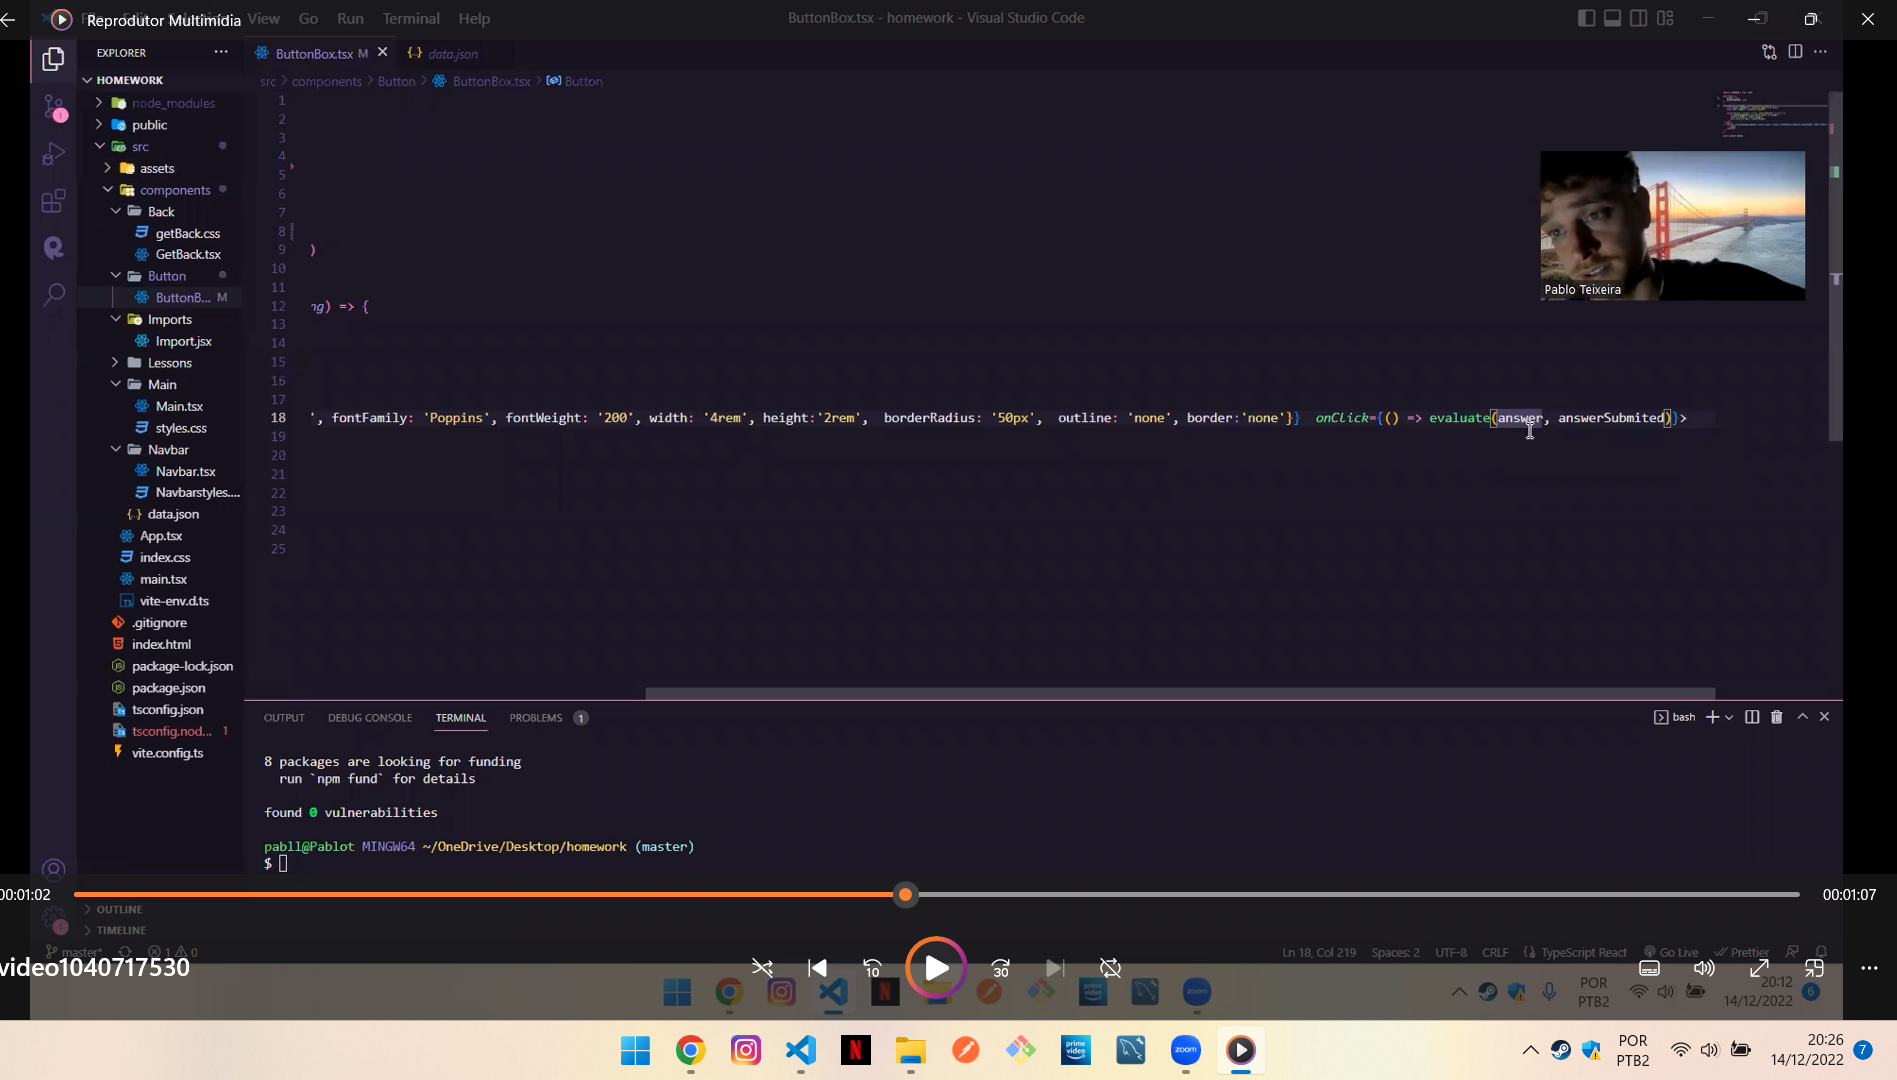 Reprodutor Multimídia
View Go Run Terminal Help
ButtonBox.tsx - homework - Visual Studio Code
EXPLORER
ButtonBox.tsx M
data.json
HOMEWORK
src > components > Button > ButtonBox.tsx > Button
node_modules
public
src
assets
components
Back
getBack.css
GetBack.tsx
Button
ButtonB... M
Imports
Import.jsx
Lessons
Main
Main.tsx
styles.css
Navbar
Navbar.tsx
Navbarstyles....
data.json
App.tsx
index.css
main.tsx
vite-env.d.ts
.gitignore
index.html
package-lock.json
package.json
tsconfig.json
tsconfig.nod... 1
vite.config.ts
1
2
3
4
5
6
7
8
9 )
10
11
12 ng) => {
13
14
15
16
17
18 ', fontFamily: 'Poppins', fontWeight: '200', width: '4rem', height:'2rem', borderRadius: '50px', outline: 'none', border:'none'}} onClick={() => evaluate(answer, answerSubmited)}>
19
20
21
22
23
24
25
Pablo Teixeira
OUTPUT DEBUG CONSOLE TERMINAL PROBLEMS 1
bash
8 packages are looking for funding
run `npm fund` for details
found 0 vulnerabilities
pabll@Pablot MINGW64 ~/OneDrive/Desktop/homework (master)
$
00:01:02
00:01:07
OUTLINE
TIMELINE
master*
1 0
Ln 18, Col 219 Spaces: 2 UTF-8 CRLF TypeScript React Go Live Prettier
video1040717530
10
30
POR
PTB2
20:12
14/12/2022
6
prime video
zoom
POR
PTB2
20:26
14/12/2022
7